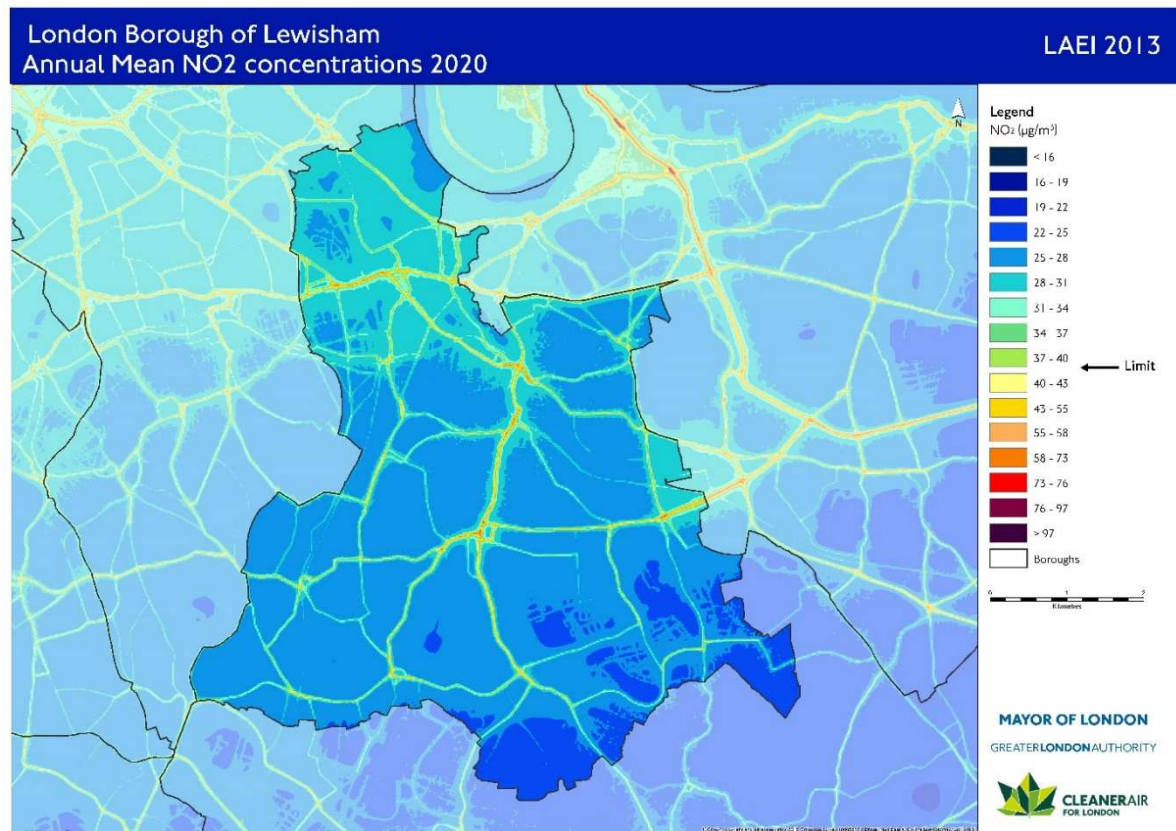 London Borough of Lewisham
Annual Mean NO2 concentrations 2020
LAEI 2013
N
Legend
NO2 (µg/m³)
< 16
16 - 19
19 - 22
22 - 25
25 - 28
28 - 31
31 - 34
34 37
37 - 40
Limit
40 - 43
43 - 55
55 - 58
58 - 73
73 - 76
76 - 97
> 97
Boroughs
0 1 2
Kilometres
MAYOR OF LONDON
GREATERLONDONAUTHORITY
CLEANERAIR
FOR LONDON